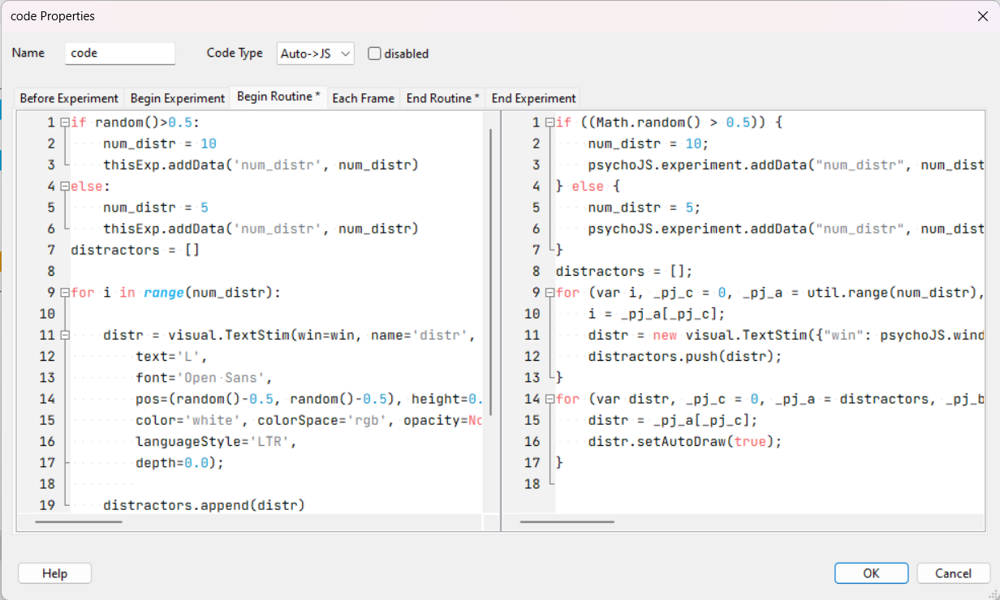 code Properties
Name code Code Type Auto->JS disabled
Before Experiment Begin Experiment Begin Routine * Each Frame End Routine * End Experiment
1 if random()>0.5:
2 num_distr = 10
3 thisExp.addData('num_distr', num_distr)
4 else:
5 num_distr = 5
6 thisExp.addData('num_distr', num_distr)
7 distractors = []
8
9 for i in range(num_distr):
10
11 distr = visual.TextStim(win=win, name='distr',
12 text='L',
13 font='Open Sans',
14 pos=(random()-0.5, random()-0.5), height=0.
15 color='white', colorSpace='rgb', opacity=No
16 languageStyle='LTR',
17 depth=0.0);
18
19 distractors.append(distr)
1 if ((Math.random() > 0.5)) {
2 num_distr = 10;
3 psychoJS.experiment.addData("num_distr", num_dist
4 } else {
5 num_distr = 5;
6 psychoJS.experiment.addData("num_distr", num_dist
7 }
8 distractors = [];
9 for (var i, _pj_c = 0, _pj_a = util.range(num_distr),
10 i = _pj_a[_pj_c];
11 distr = new visual.TextStim({"win": psychoJS.wind
12 distractors.push(distr);
13 }
14 for (var distr, _pj_c = 0, _pj_a = distractors, _pj_b
15 distr = _pj_a[_pj_c];
16 distr.setAutoDraw(true);
17 }
18
Help OK Cancel